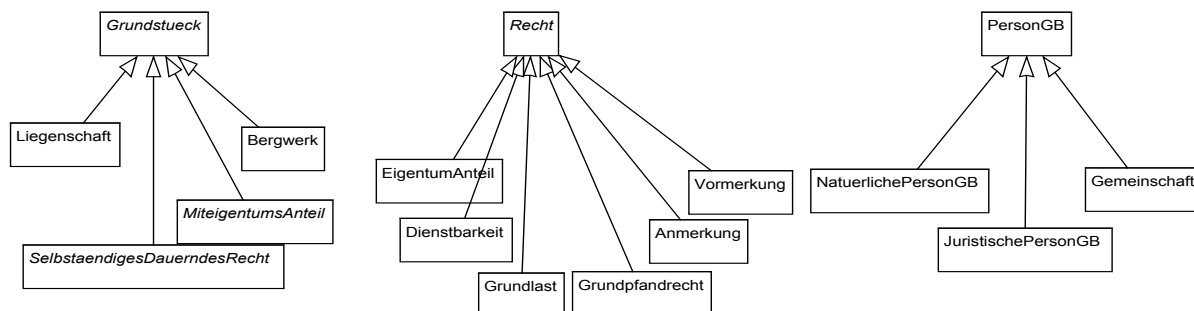 Grundstueck
Liegenschaft
Bergwerk
MiteigentumsAnteil
SelbstaendigesDauerndesRecht
Recht
EigentumAnteil
Vormerkung
Dienstbarkeit
Anmerkung
Grundlast
Grundpfandrecht
PersonGB
NatuerlichePersonGB
Gemeinschaft
JuristischePersonGB